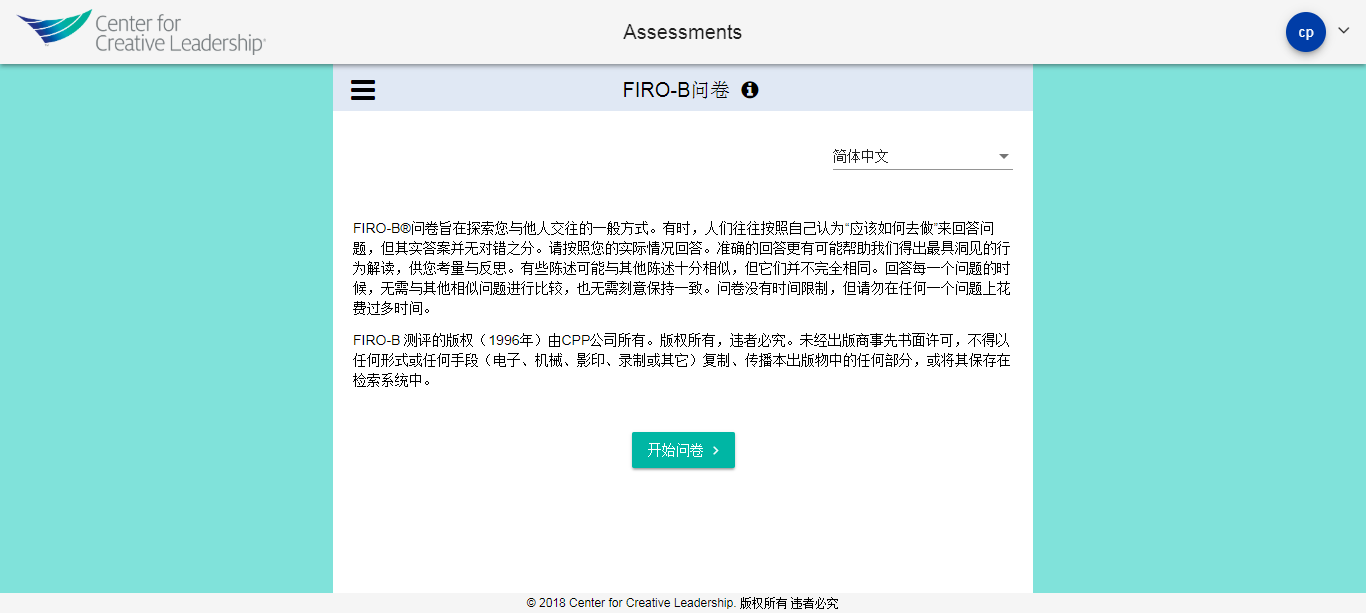 Center for
Creative Leadership®
Assessments
cp
FIRO-B问卷
简体中文
FIRO-B®问卷旨在探索您与他人交往的一般方式。有时，人们往往按照自己认为“应该如何去做”来回答问
题，但其实答案并无对错之分。请按照您的实际情况回答。准确的回答更有可能帮助我们得出最具洞见的行
为解读，供您考量与反思。有些陈述可能与其他陈述十分相似，但它们并不完全相同。回答每一个问题的时
候，无需与其他相似问题进行比较，也无需刻意保持一致。问卷没有时间限制，但请勿在任何一个问题上花
费过多时间。
FIRO-B 测评的版权（1996年）由CPP公司所有。版权所有，违者必究。未经出版商事先书面许可，不得以
任何形式或任何手段（电子、机械、影印、录制或其它）复制、传播本出版物中的任何部分，或将其保存在
检索系统中。
开始问卷
© 2018 Center for Creative Leadership. 版权所有 违者必究